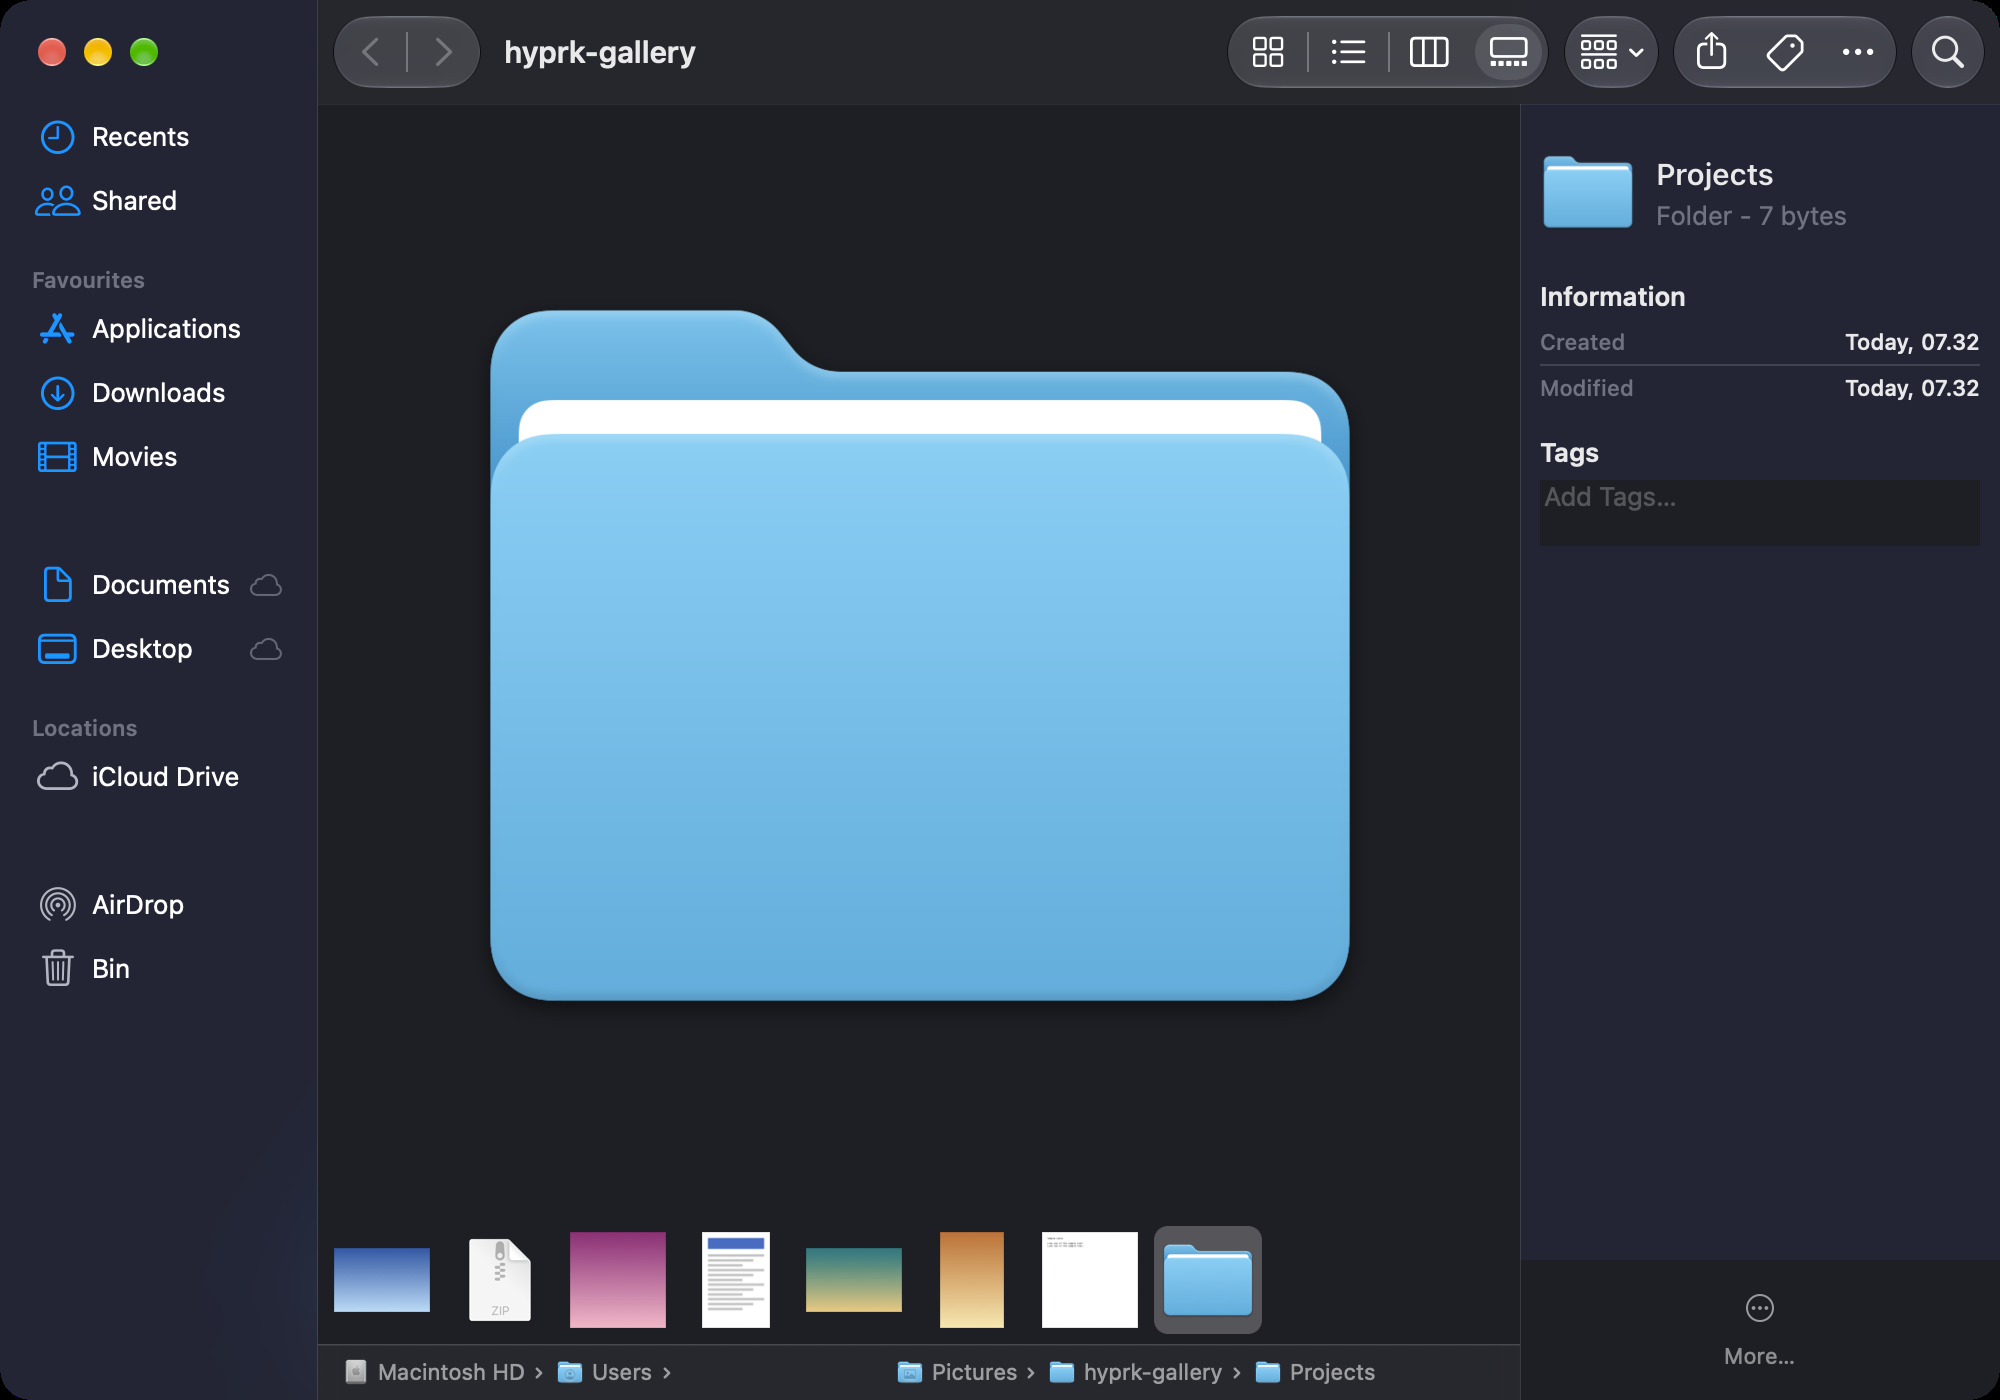 hyprk-gallery
Recents
Shared
Favourites
Applications
Downloads
Movies
Documents
Desktop
Locations
iCloud Drive
AirDrop
Bin
Projects
Folder - 7 bytes
Information
Created Today, 07.32
Modified Today, 07.32
Tags
Add Tags...
ZIP
More...
Macintosh HD › Users › Pictures › hyprk-gallery › Projects